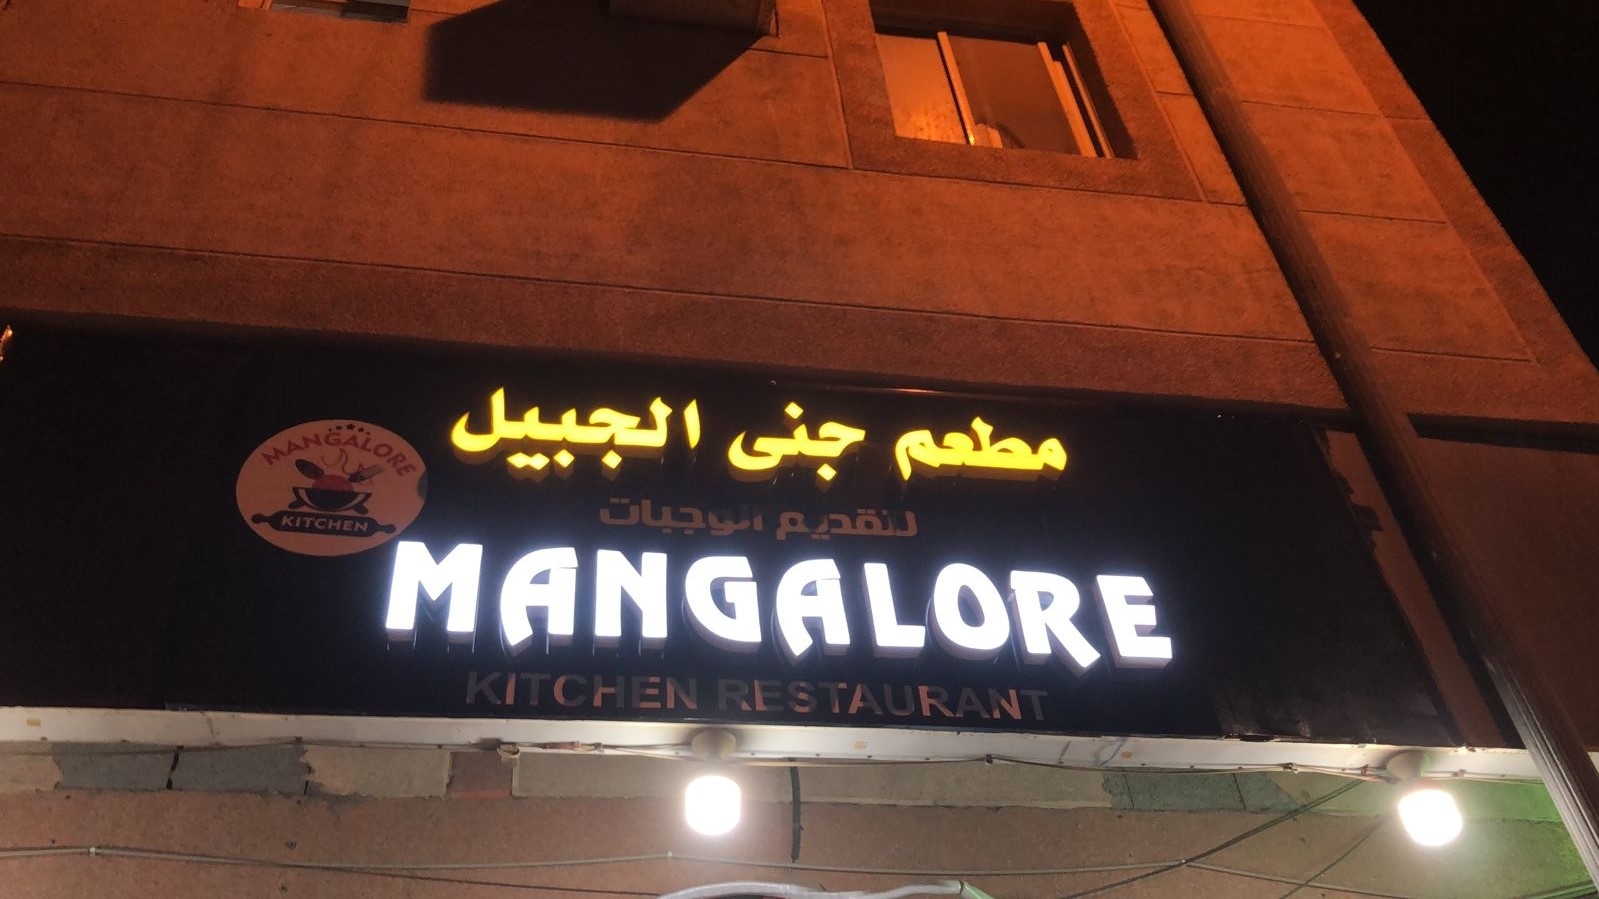 مطعم جنى الجبيل
لتقديم الوجبات
MANGALORE
KITCHEN
MANGALORE
KITCHEN RESTAURANT